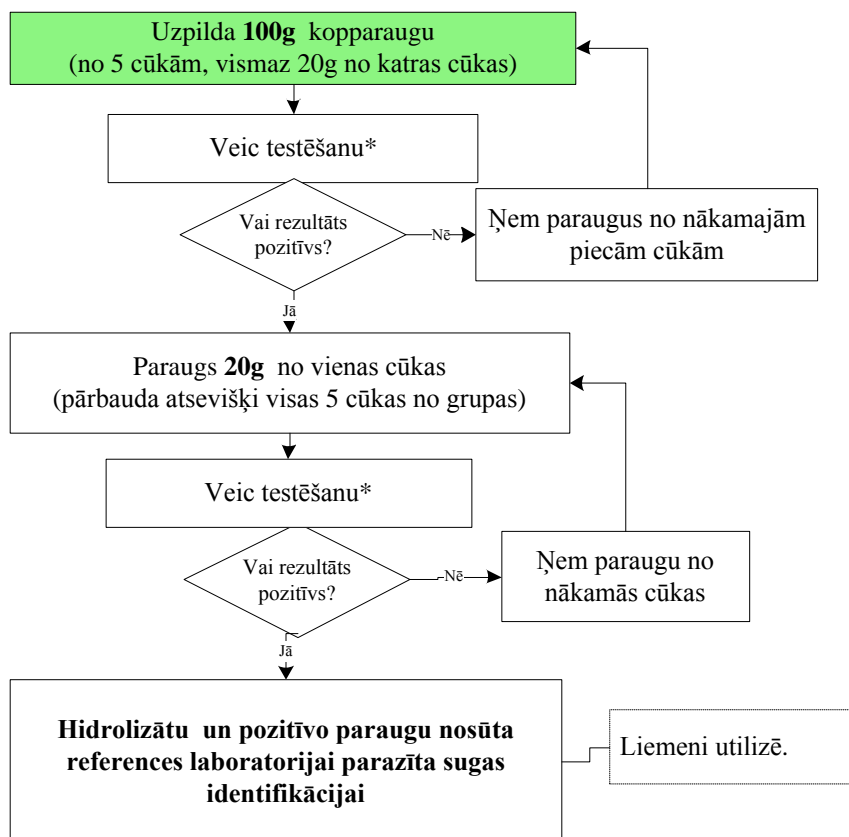 Uzpilda 100g kopparaugu
(no 5 cūkām, vismaz 20g no katras cūkas)
Veic testēšanu*
Vai rezultāts
pozitīvs?
Nē
Ņem paraugus no nākamajām
piecām cūkām
Jā
Paraugs 20g no vienas cūkas
(pārbauda atsevišķi visas 5 cūkas no grupas)
Veic testēšanu*
Vai rezultāts
pozitīvs?
Nē
Ņem paraugu no
nākamās cūkas
Jā
Hidrolizātu un pozitīvo paraugu nosūta
references laboratorijai parazīta sugas
identifikācijai
Liemeni utilizē.